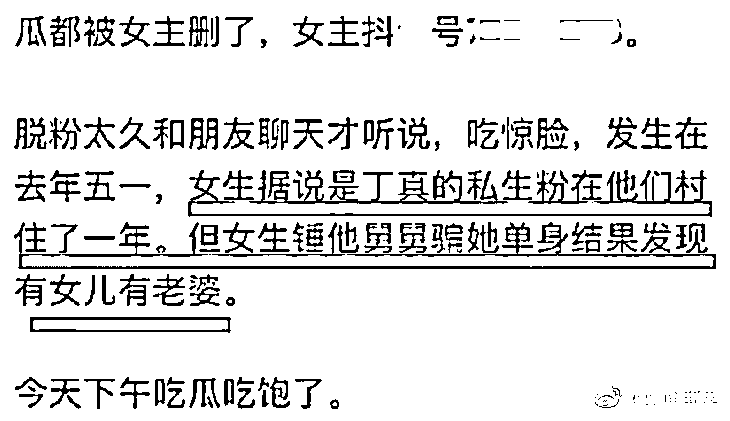 瓜都被女主删了，女主抖 号 。
脱粉太久和朋友聊天才听说，吃惊脸，发生在
去年五一，女生据说是丁真的私生粉在他们村
住了一年。但女生锤他舅舅骗她单身结果发现
有女儿有老婆。
今天下午吃瓜吃饱了。